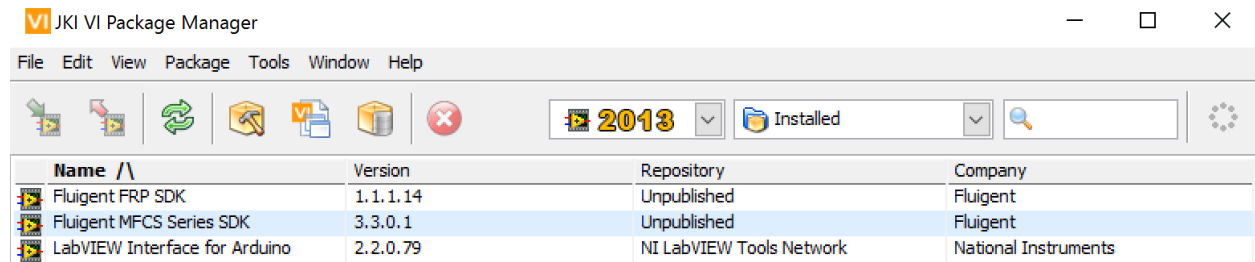 VI JKI VI Package Manager
File Edit View Package Tools Window Help
VI 2013 Installed
Name /\ Version Repository Company
Fluigent FRP SDK 1.1.1.14 Unpublished Fluigent
Fluigent MFCS Series SDK 3.3.0.1 Unpublished Fluigent
LabVIEW Interface for Arduino 2.2.0.79 NI LabVIEW Tools Network National Instruments